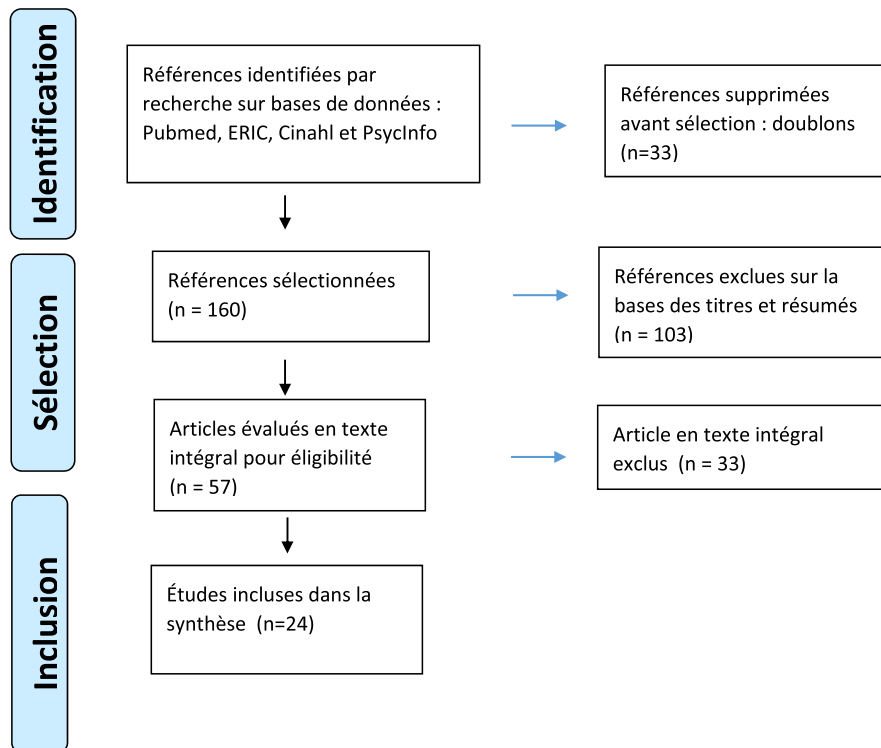 Identification
Références identifiées par
recherche sur bases de données :
Pubmed, ERIC, Cinahl et PsycInfo
Références supprimées
avant sélection : doublons
(n=33)
Sélection
Références sélectionnées
(n = 160)
Références exclues sur la
bases des titres et résumés
(n = 103)
Articles évalués en texte
intégral pour éligibilité
(n = 57)
Article en texte intégral
exclus (n = 33)
Inclusion
Études incluses dans la
synthèse (n=24)